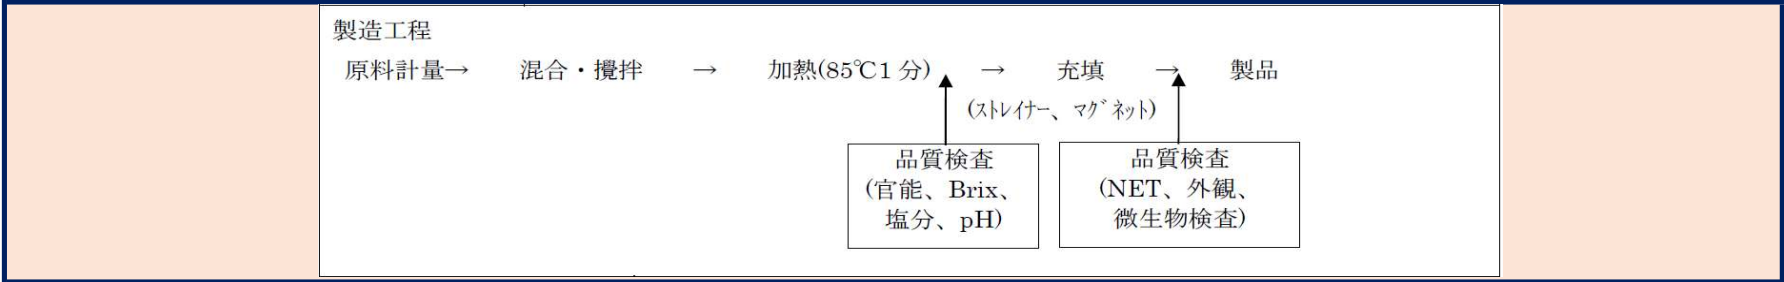 製造工程
原料計量→ 混合・攪拌 → 加熱(85℃1分) → 充填 → 製品
(ｽﾄﾚｲﾅｰ、ﾏｸﾞﾈｯﾄ)
品質検査
(官能、Brix、
塩分、pH)
品質検査
(NET、外観、
微生物検査)